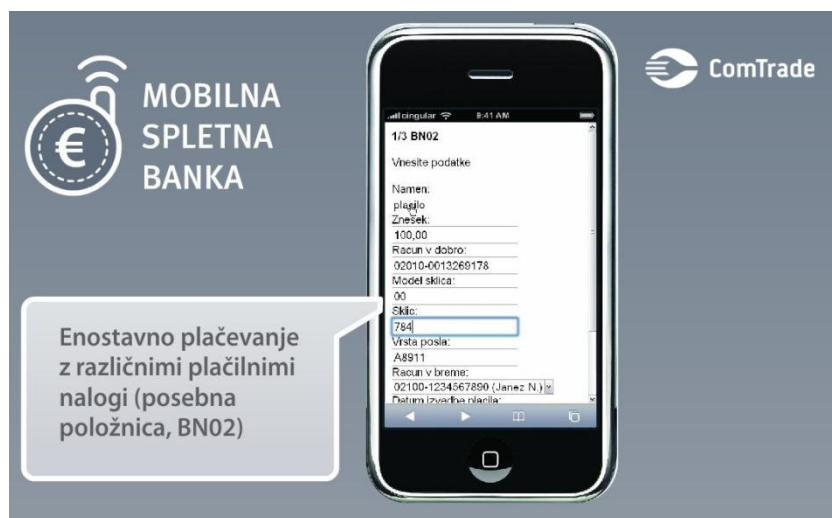 MOBILNA
SPLETNA
BANKA
ComTrade
cingular 9:41 AM
1/3 BN02
Vnesite podatke
Namen:
plačilo
Znesek:
100,00
Racun v dobro:
02010-0013269178
Model sklica:
00
Sklic:
784
Vrsta posla:
A8911
Racun v breme:
02100-1234567890 (Janez N.)
Datum izvedbe placila:
Enostavno plačevanje
z različnimi plačilnimi
nalogi (posebna
položnica, BN02)